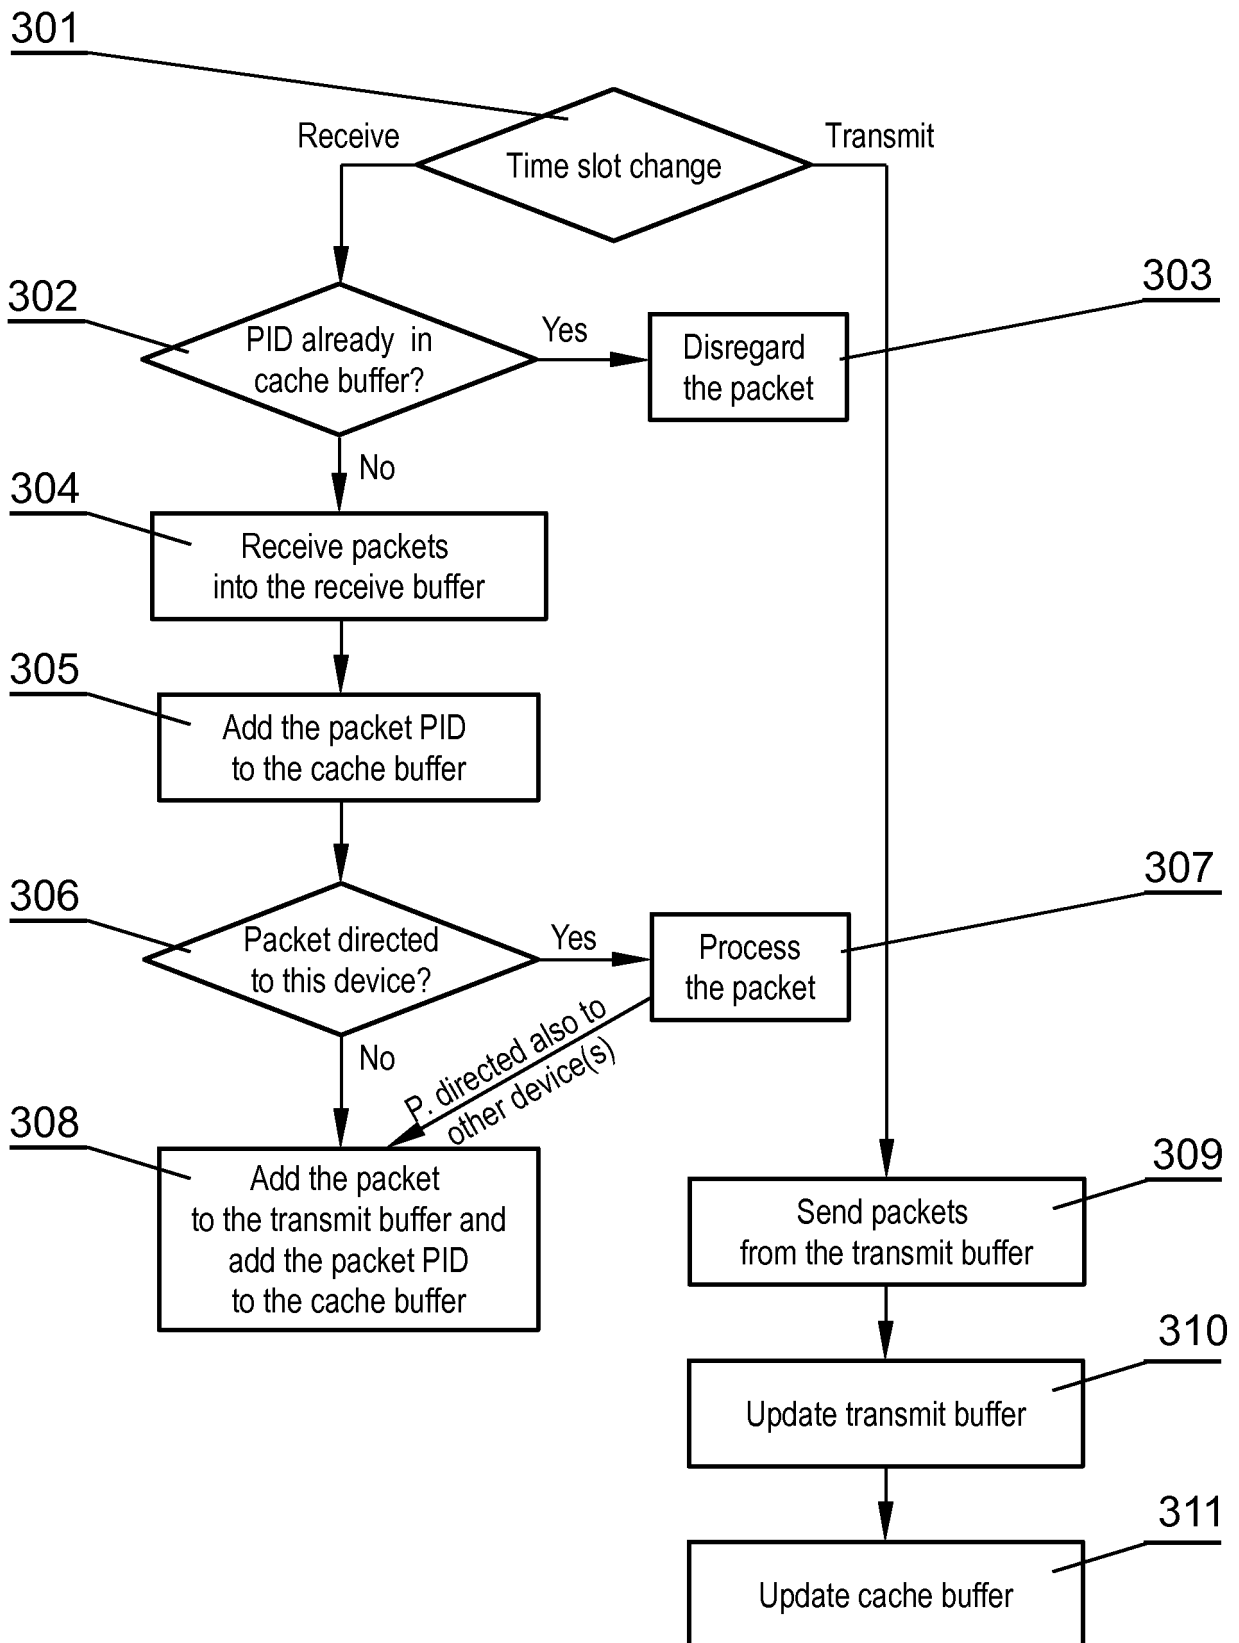 301
Receive
Transmit
Time slot change
302
PID already in
cache buffer?
Yes
303
Disregard
the packet
No
304
Receive packets
into the receive buffer
305
Add the packet PID
to the cache buffer
306
Packet directed
to this device?
Yes
307
Process
the packet
P. directed also to
other device(s)
No
308
Add the packet
to the transmit buffer and
add the packet PID
to the cache buffer
309
Send packets
from the transmit buffer
310
Update transmit buffer
311
Update cache buffer